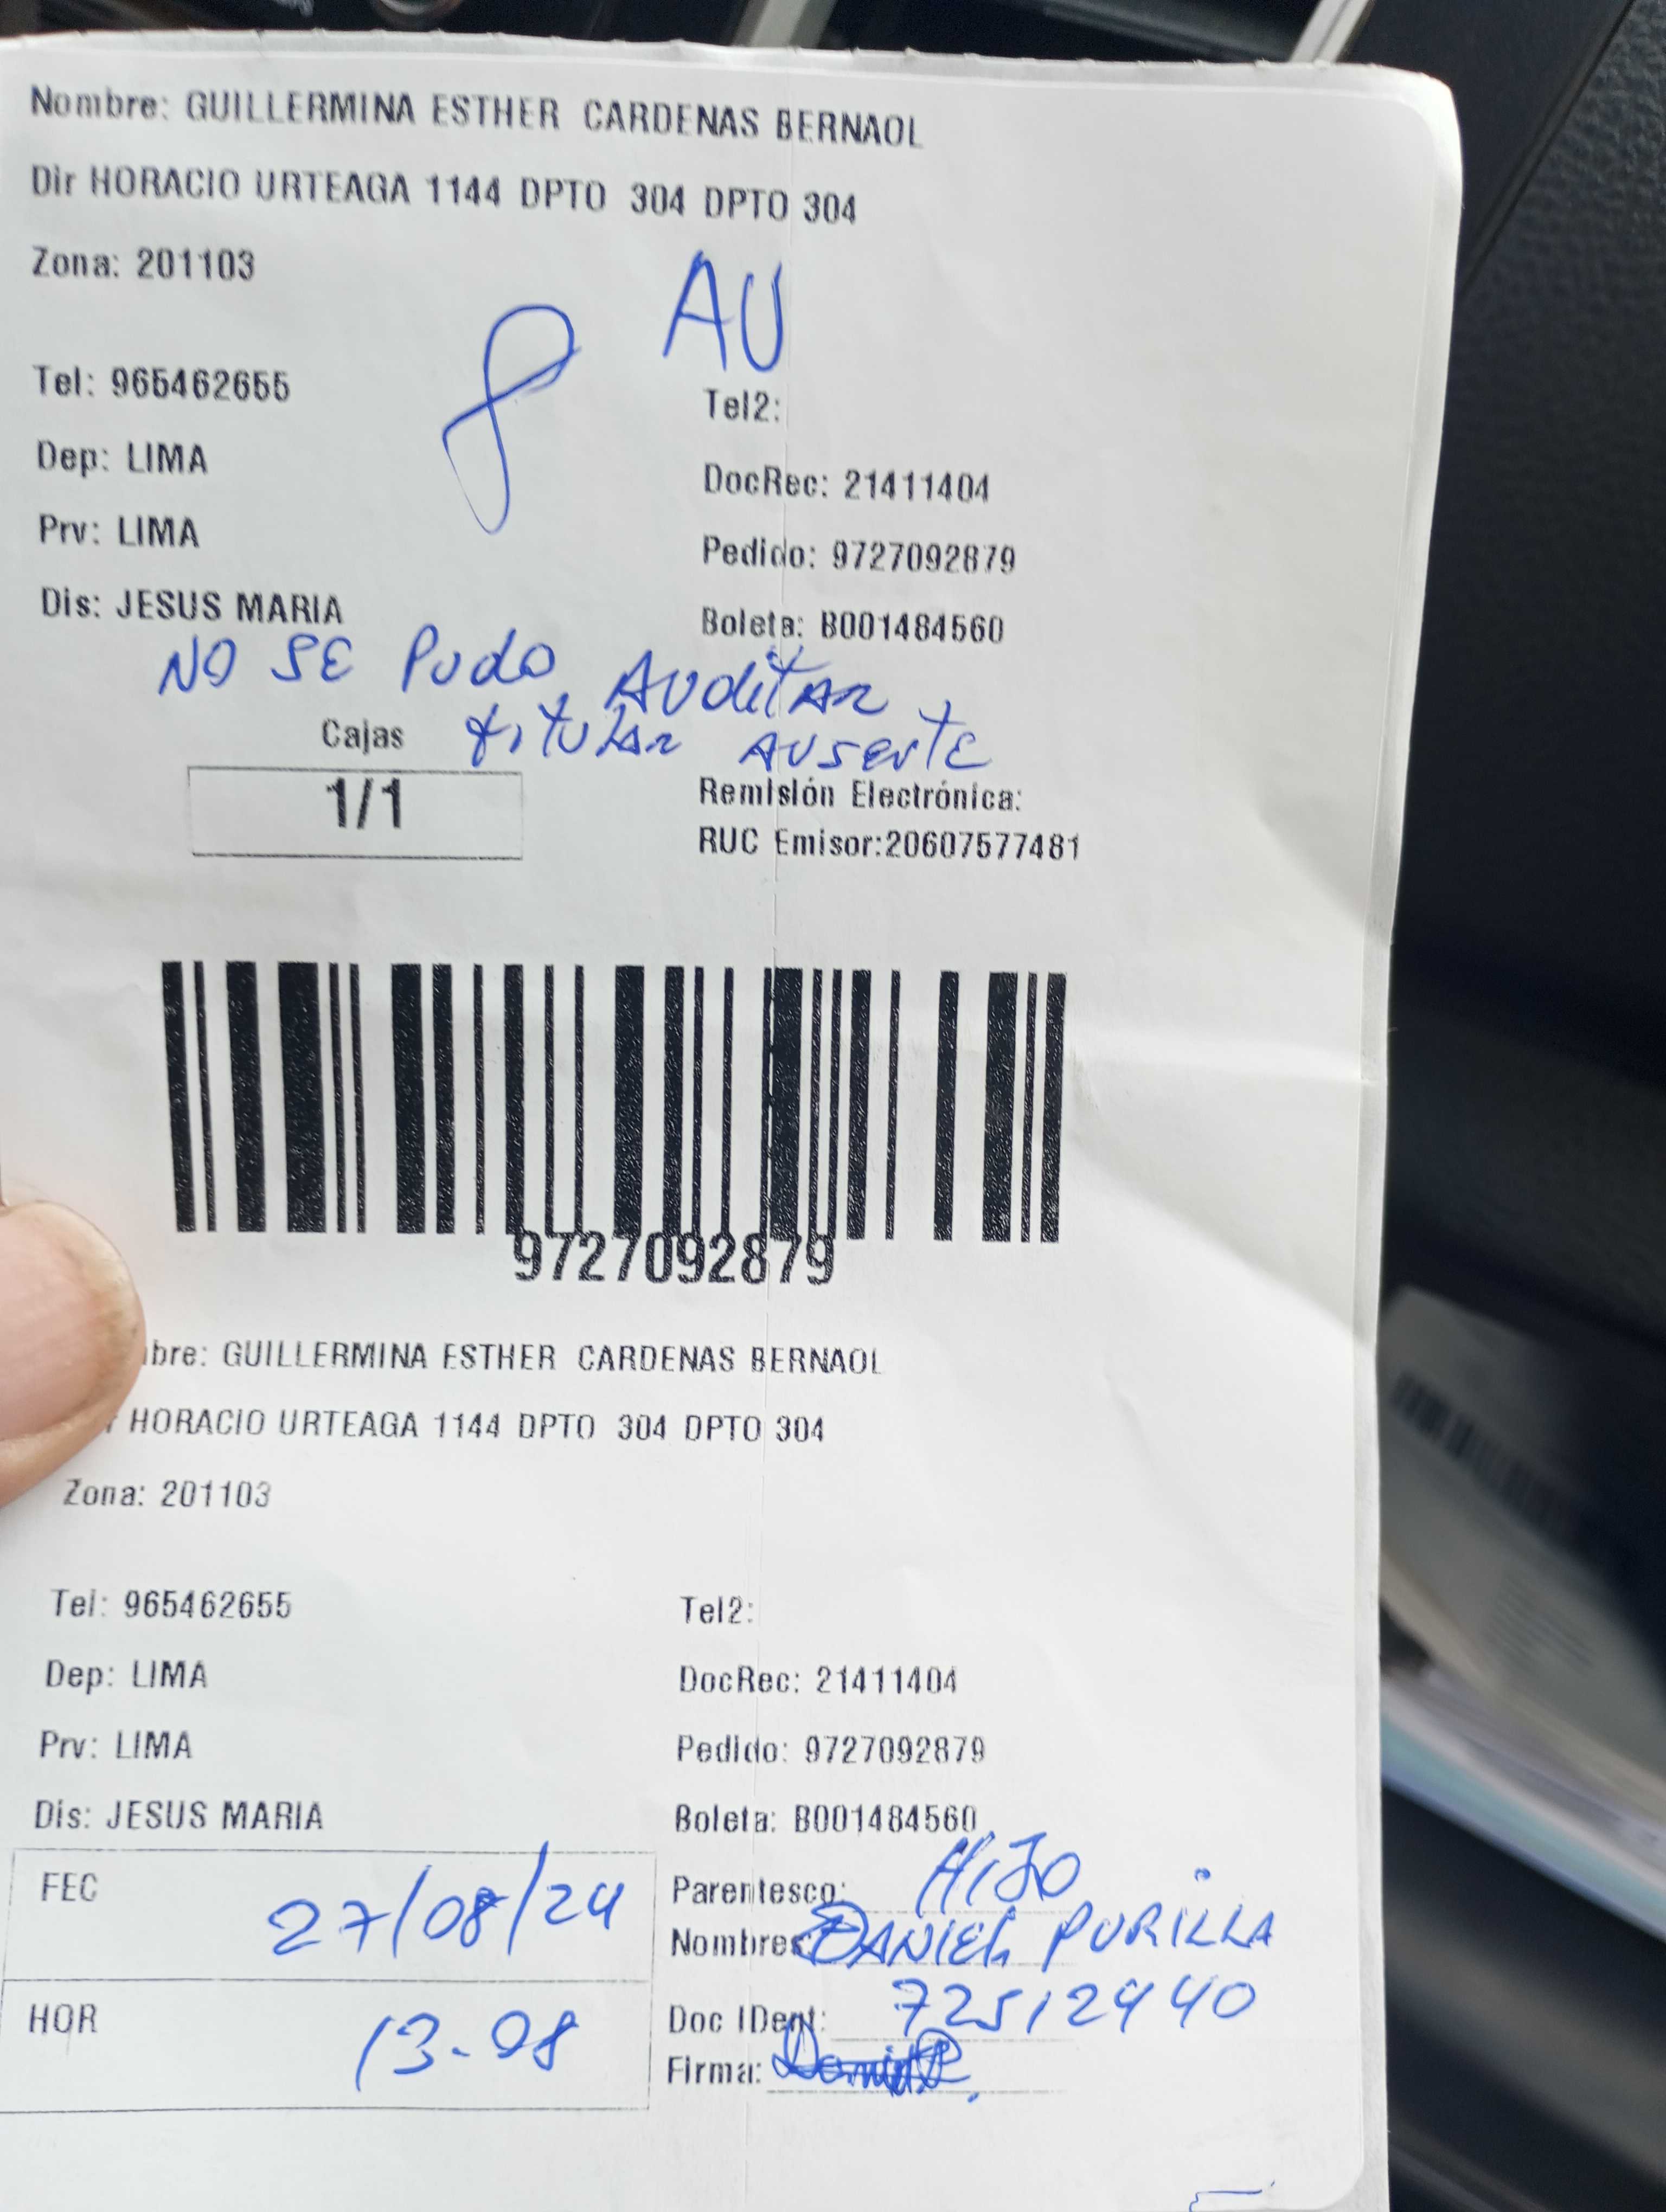 Nombre: GUILLERMINA ESTHER CARDENAS BERNAOL
Dir HORACIO URTEAGA 1144 DPTO 304 DPTO 304
Zona: 201103
8 AU
Tel: 965462655 Tel2:
Dep: LIMA DocRec: 21411404
Prv: LIMA Pedido: 9727092879
Dis: JESUS MARIA Boleta: B001484560
NO SE PUDO AUDITAR
titular AUSENTE
Cajas
1/1
Remisión Electrónica:
RUC Emisor:20607577481
9727092879
bre: GUILLERMINA ESTHER CARDENAS BERNAOL
r HORACIO URTEAGA 1144 DPTO 304 DPTO 304
Zona: 201103
Tel: 965462655 Tel2:
Dep: LIMA DocRec: 21411404
Prv: LIMA Pedido: 9727092879
Dis: JESUS MARIA Boleta: B001484560
FEC 27/08/24
HOR 13-08
Parentesco: HIJO
Nombres: DANIEL PURILLA
Doc IDent: 72512440
Firma: